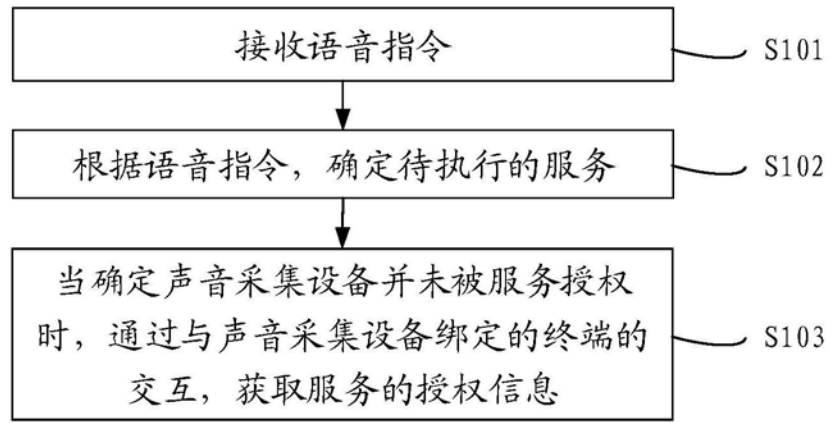 接收语音指令
S101
根据语音指令，确定待执行的服务
S102
当确定声音采集设备并未被服务授权
时，通过与声音采集设备绑定的终端的
交互，获取服务的授权信息
S103